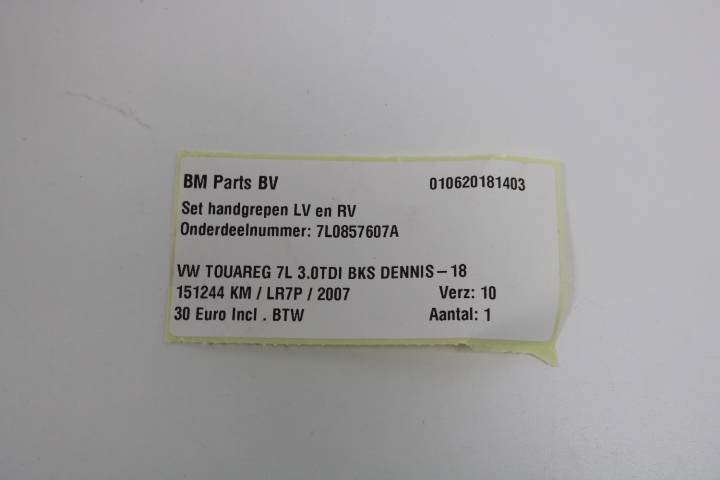 BM Parts BV 010620181403
Set handgrepen LV en RV
Onderdeelnummer: 7L0857607A
VW TOUAREG 7L 3.0TDI BKS DENNIS-18
151244 KM / LR7P / 2007 Verz: 10
30 Euro Incl . BTW Aantal: 1